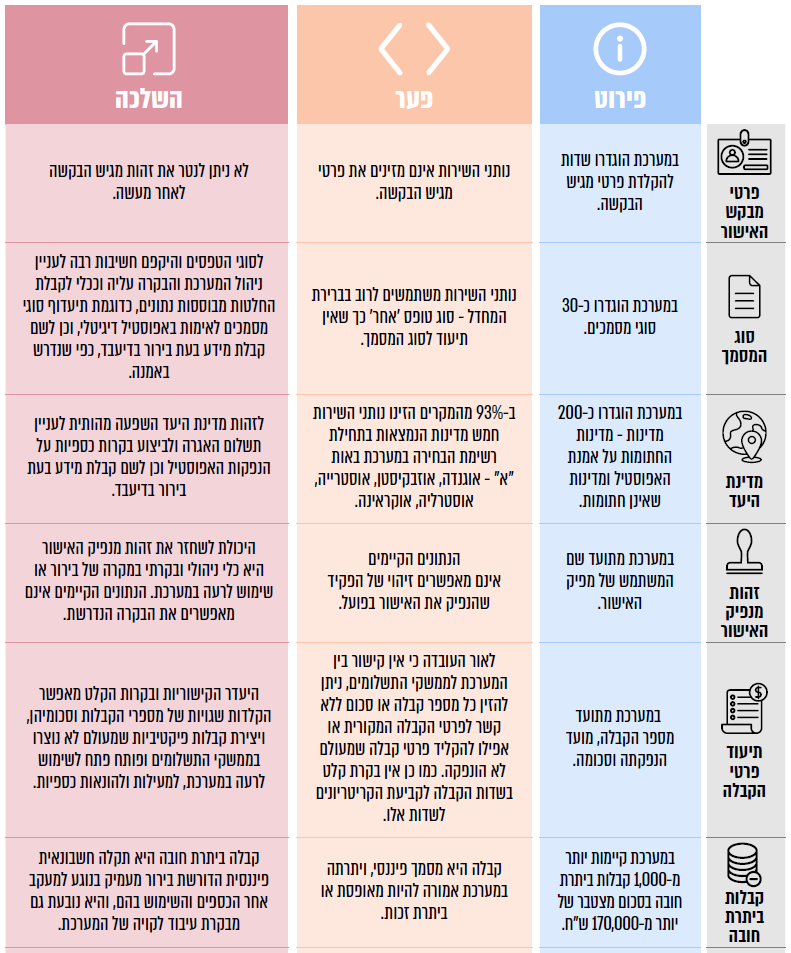 פירוט
פער
השלכה
פרטי
מבקש
האישור
במערכת הוגדרו שדות
להקלדת פרטי מגיש
הבקשה.
נותני השירות אינם מזינים את פרטי
מגיש הבקשה.
לא ניתן לנטר את זהות מגיש הבקשה
לאחר מעשה.
סוג
המסמך
במערכת הוגדרו כ-30
סוגי מסמכים.
נותני השירות משתמשים לרוב בברירת
המחדל - סוג טופס 'אחר' כך שאין
תיעוד לסוג המסמך.
לסוגי הטפסים והיקפם חשיבות רבה לעניין
ניהול המערכת והבקרה עליה וככלי לקבלת
החלטות מבוססות נתונים, כדוגמת תיעדוף סוגי
מסמכים לאימות באפוסטיל דיגיטלי, וכן לשם
קבלת מידע בעת בירור בדיעבד, כפי שנדרש
באמנה.
מדינת
היעד
במערכת הוגדרו כ-200
מדינות - מדינות
החתומות על אמנת
האפוסטיל ומדינות
שאינן חתומות.
ב-93% מהמקרים הזינו נותני השירות
חמש מדינות הנמצאות בתחילת
רשימת הבחירה במערכת באות
"א" - אוגנדה, אוזבקיסטן, אוסטרייה,
אוסטרליה, אוקראינה.
לזהות מדינת היעד השפעה מהותית לעניין
תשלום האגרה ולביצוע בקרות כספיות על
הנפקות האפוסטיל וכן לשם קבלת מידע בעת
בירור בדיעבד.
זהות
מנפיק
האישור
במערכת מתועד שם
המשתמש של מפיק
האישור.
הנתונים הקיימים
אינם מאפשרים זיהוי של הפקיד
שהנפיק את האישור בפועל.
היכולת לשחזר את זהות מנפיק האישור
היא כלי ניהולי ובקרתי במקרה של בירור או
שימוש לרעה במערכת. הנתונים הקיימים אינם
מאפשרים את הבקרה הנדרשת.
תיעוד
פרטי
הקבלה
במערכת מתועד
מספר הקבלה, מועד
הנפקתה וסכומה.
לאור העובדה כי אין קישור בין
המערכת לממשקי התשלומים, ניתן
להזין כל מספר קבלה או סכום ללא
קשר לפרטי הקבלה המקורית או
אפילו להקליד פרטי קבלה שמעולם
לא הונפקה. כמו כן אין בקרת קלט
בשדות הקבלה לקביעת הקריטריונים
לשדות אלו.
היעדר הקישוריות ובקרות הקלט מאפשר
הקלדות שגויות של מספרי הקבלות וסכומיהן,
ויצירת קבלות פיקטיביות שמעולם לא נוצרו
בממשקי התשלומים ופותח פתח לשימוש
לרעה במערכת, למעילות ולהונאות כספיות.
קבלות
ביתרת
חובה
במערכת קיימות יותר
מ-1,000 קבלות ביתרת
חובה בסכום מצטבר של
יותר מ-170,000 ש"ח.
קבלה היא מסמך פיננסי, ויתרתה
במערכת אמורה להיות מאופסת או
ביתרת זכות.
קבלה ביתרת חובה היא תקלה חשבונאית
פיננסית הדורשת בירור מעמיק בנוגע למעקב
אחר הכספים והשימוש בהם, והיא נובעת גם
מבקרת עיבוד לקויה של המערכת.